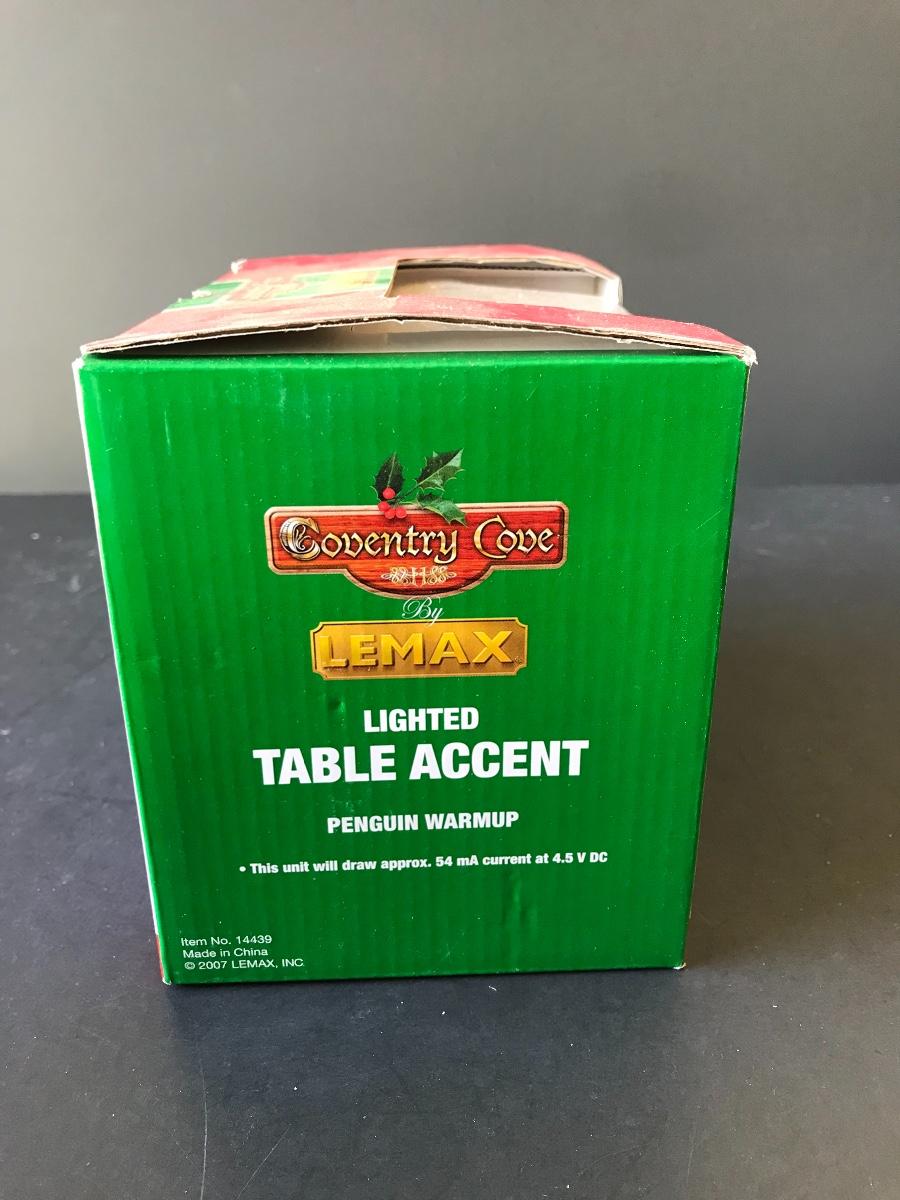 Coventry Cove
By
LEMAX
LIGHTED
TABLE ACCENT
PENGUIN WARMUP
• This unit will draw approx. 54 mA current at 4.5 V DC
Item No. 14439
Made in China
© 2007 LEMAX, INC